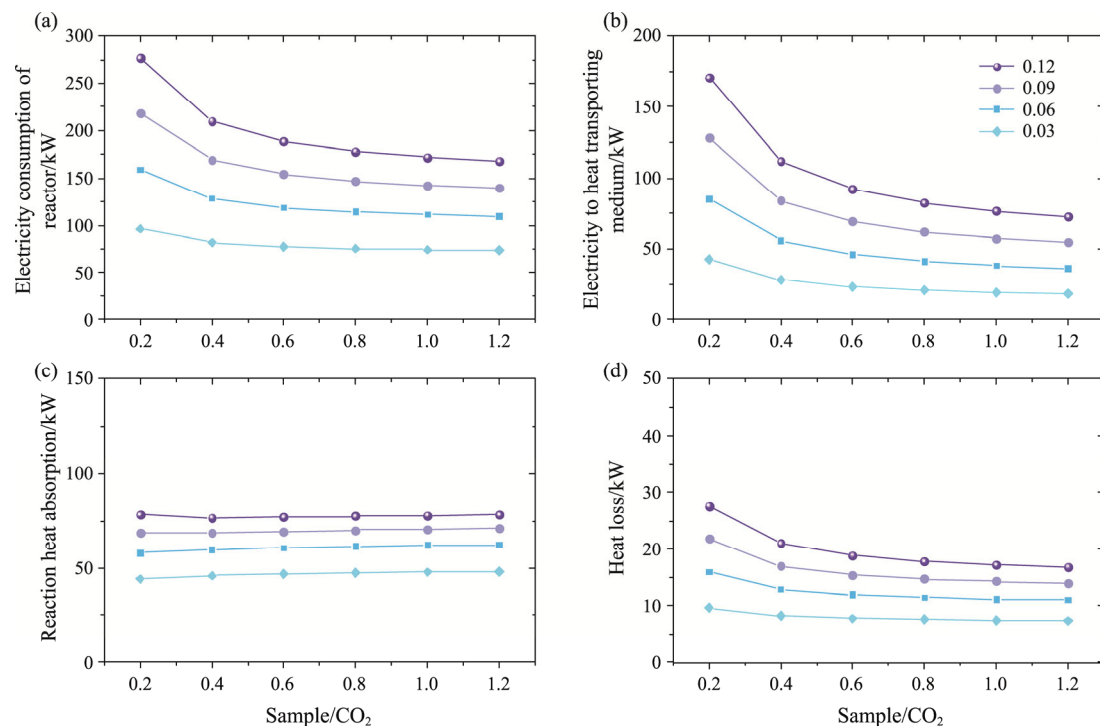 (a)
300
250
200
150
100
50
0
0.2 0.4 0.6 0.8 1.0 1.2
Electricity consumption of
reactor/kW
(b)
200
150
100
50
0
0.2 0.4 0.6 0.8 1.0 1.2
Electricity to heat transporting
medium/kW
0.12
0.09
0.06
0.03
(c)
150
100
50
0
0.2 0.4 0.6 0.8 1.0 1.2
Reaction heat absorption/kW
Sample/CO₂
(d)
50
40
30
20
10
0
0.2 0.4 0.6 0.8 1.0 1.2
Heat loss/kW
Sample/CO₂